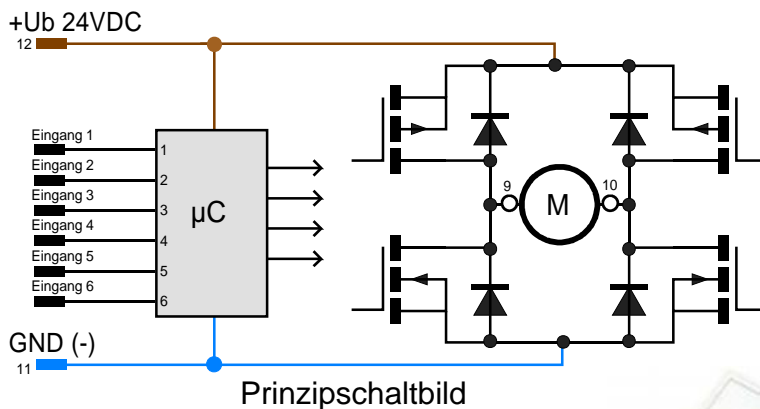 +Ub 24VDC
12
Eingang 1
1
Eingang 2
2
Eingang 3
3
Eingang 4
4
Eingang 5
5
Eingang 6
6
µC
9
M
10
GND (-)
11
Prinzipschaltbild